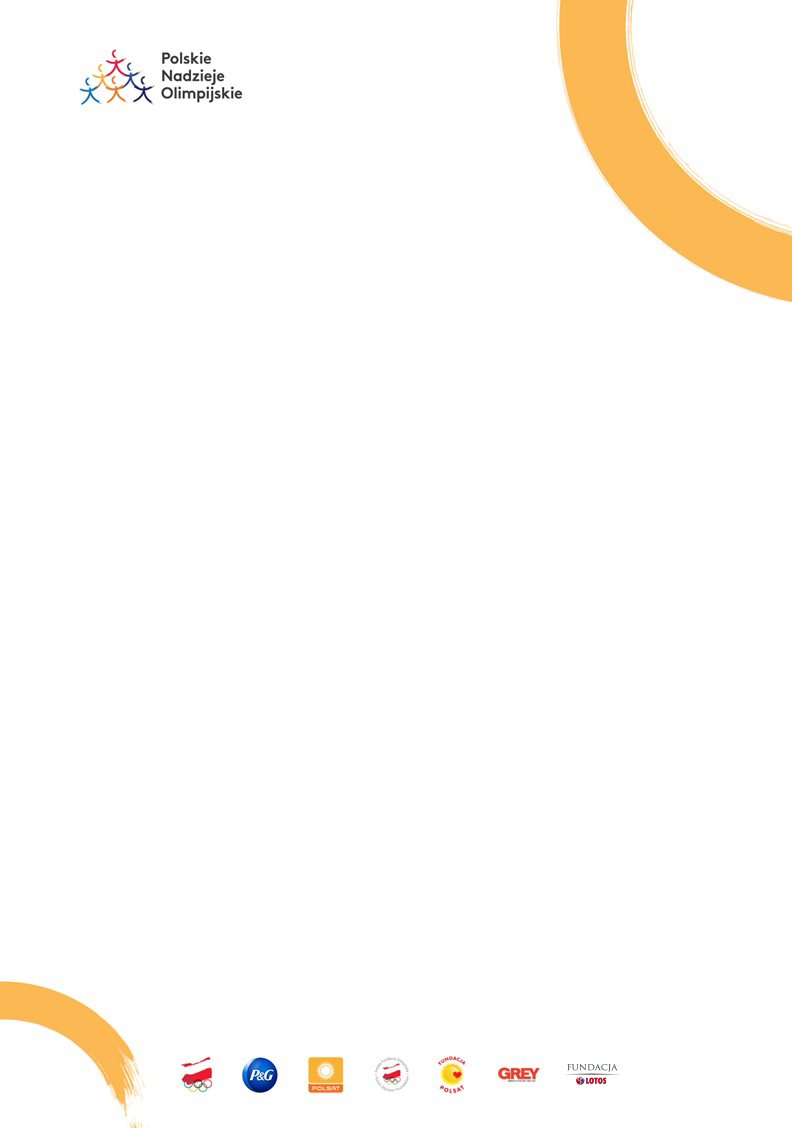 Polskie
Nadzieje
Olimpijskie
P&G
POLSAT
FUNDACJA
POLSAT
GREY
FUNDACJA
LOTOS